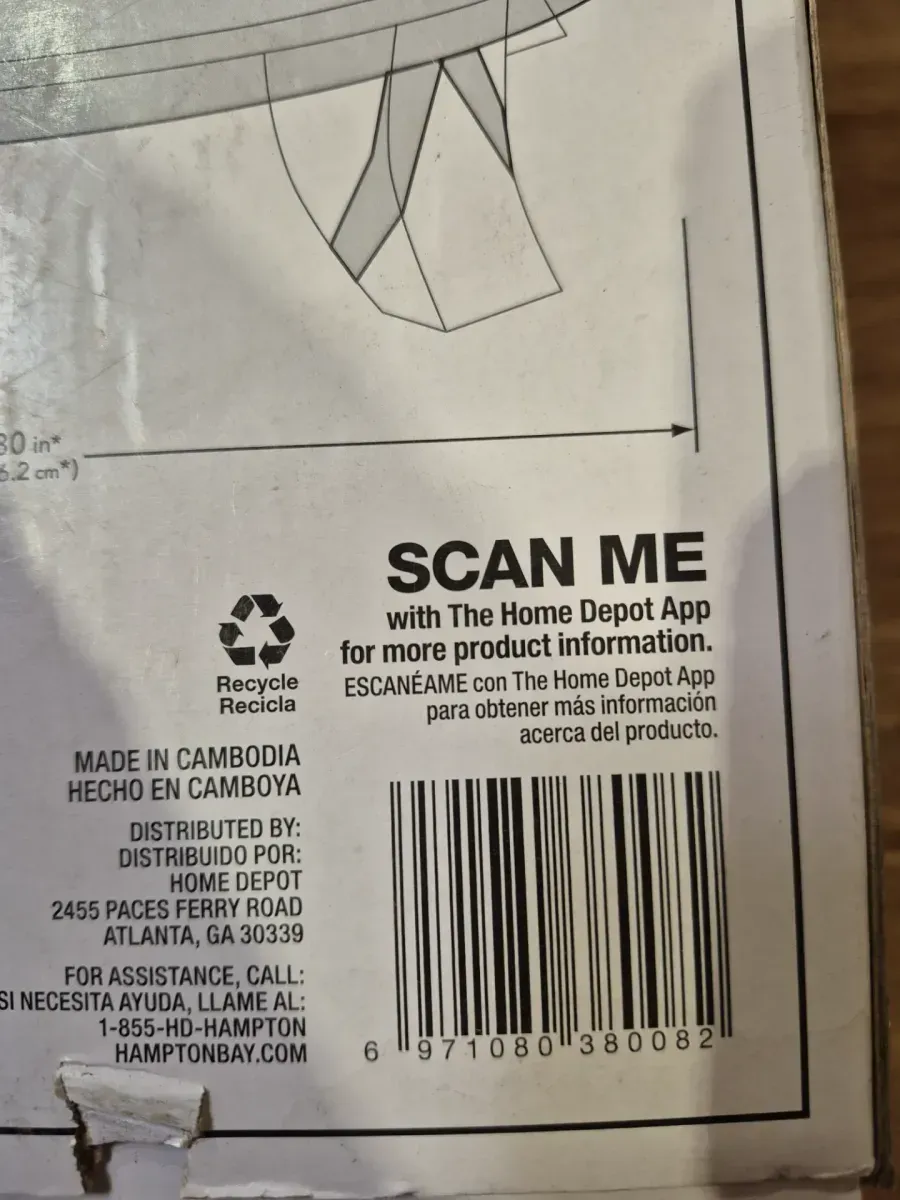 in*
cm*)
SCAN ME
with The Home Depot App
for more product information.
ESCANÉAME con The Home Depot App
para obtener más información
acerca del producto.
Recycle
Recicla
MADE IN CAMBODIA
HECHO EN CAMBOYA
DISTRIBUTED BY:
DISTRIBUIDO POR:
HOME DEPOT
2455 PACES FERRY ROAD
ATLANTA, GA 30339
FOR ASSISTANCE, CALL:
SI NECESITA AYUDA, LLAME AL:
1-855-HD-HAMPTON
HAMPTONBAY.COM
6 971080 380082